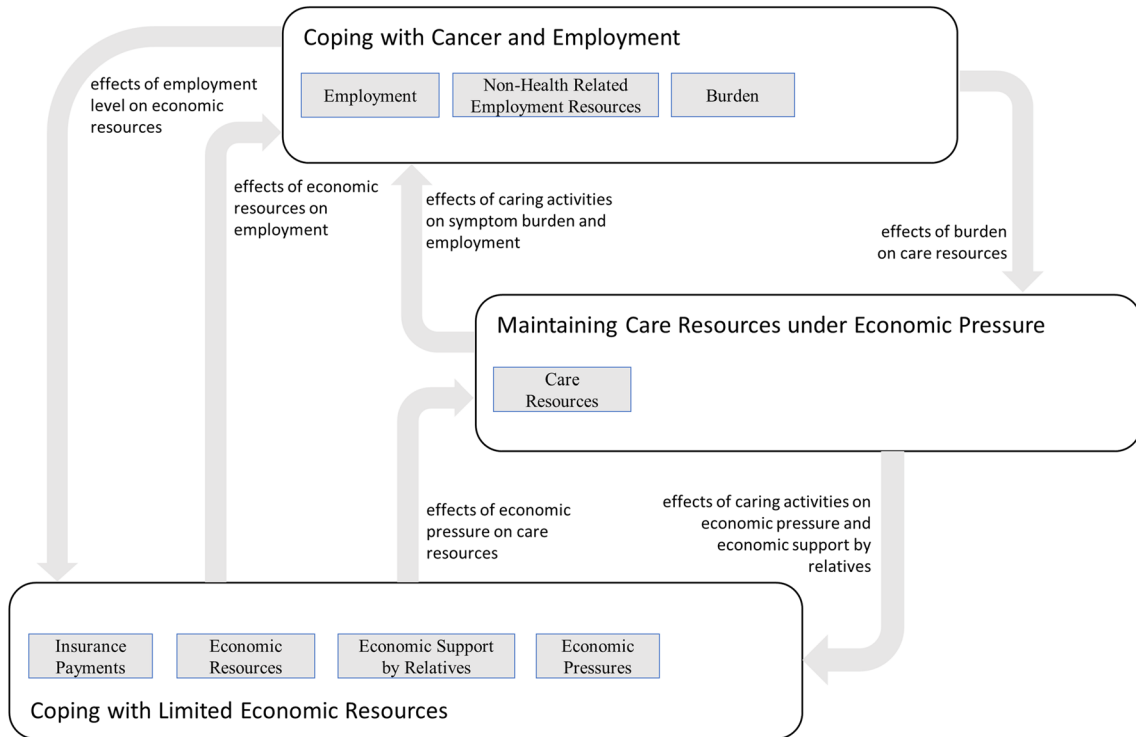 Coping with Cancer and Employment
Employment
Non-Health Related
Employment Resources
Burden
effects of employment
level on economic
resources
effects of economic
resources on
employment
effects of caring activities
on symptom burden and
employment
effects of burden
on care resources
Maintaining Care Resources under Economic Pressure
Care
Resources
effects of economic
pressure on care
resources
effects of caring activities on
economic pressure and
economic support by
relatives
Insurance
Payments
Economic
Resources
Economic Support
by Relatives
Economic
Pressures
Coping with Limited Economic Resources